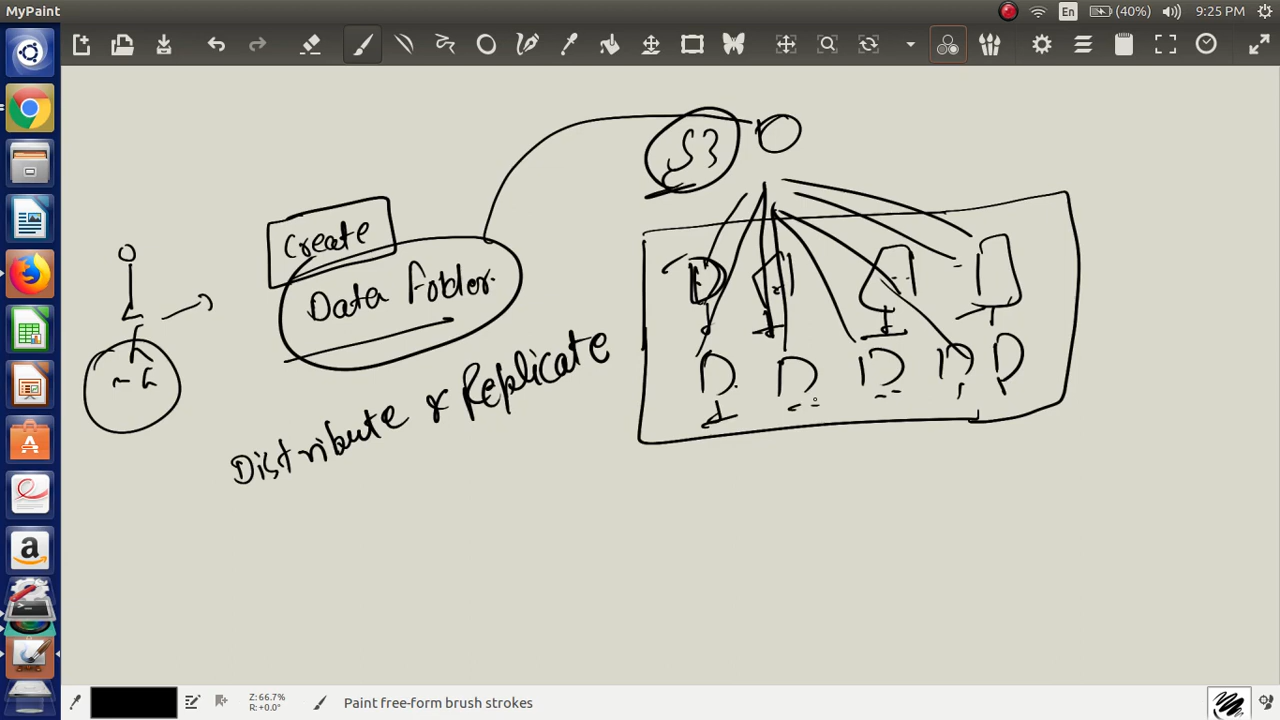 MyPaint
En
(40%)
9:25 PM
S3
Create
Data Folder.
Distribute & Replicate
D D D D D
a
Z: 66.7%
R: +0.0°
Paint free-form brush strokes